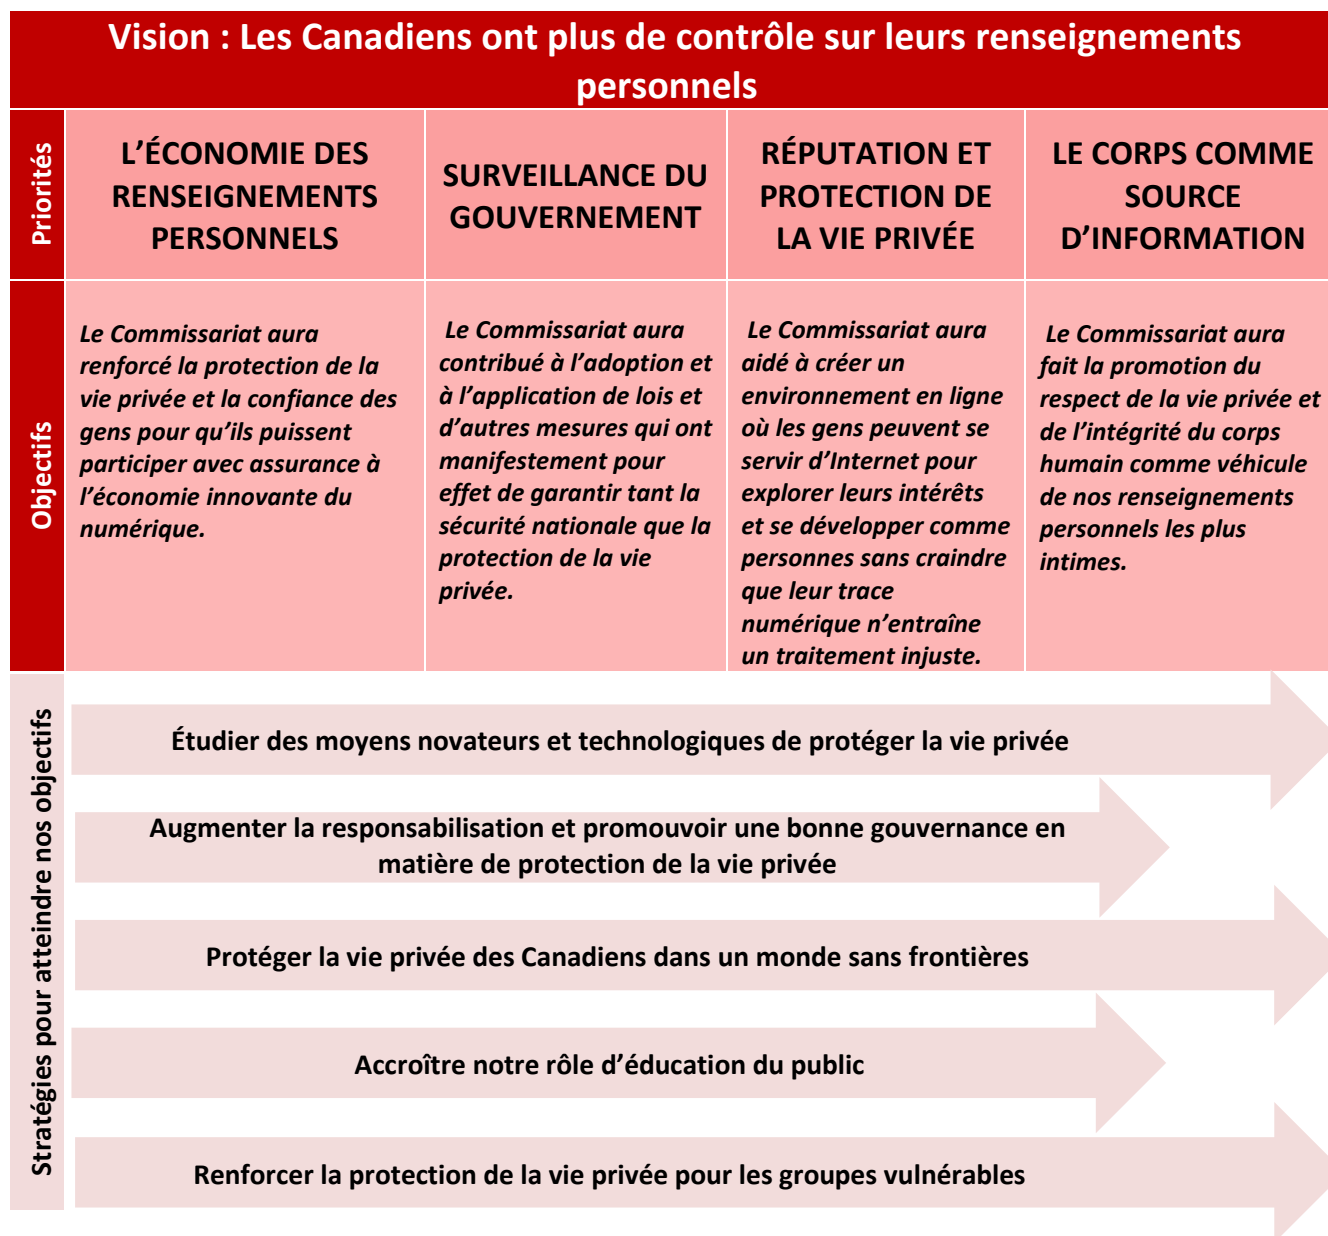 Vision : Les Canadiens ont plus de contrôle sur leurs renseignements
personnels
Priorités
L’ÉCONOMIE DES
RENSEIGNEMENTS
PERSONNELS
SURVEILLANCE DU
GOUVERNEMENT
RÉPUTATION ET
PROTECTION DE
LA VIE PRIVÉE
LE CORPS COMME
SOURCE
D’INFORMATION
Objectifs
Le Commissariat aura
renforcé la protection de la
vie privée et la confiance des
gens pour qu’ils puissent
participer avec assurance à
l’économie innovante du
numérique.
Le Commissariat aura
contribué à l’adoption et
à l’application de lois et
d’autres mesures qui ont
manifestement pour
effet de garantir tant la
sécurité nationale que la
protection de la vie
privée.
Le Commissariat aura
aidé à créer un
environnement en ligne
où les gens peuvent se
servir d’Internet pour
explorer leurs intérêts
et se développer comme
personnes sans craindre
que leur trace
numérique n’entraîne
un traitement injuste.
Le Commissariat aura
fait la promotion du
respect de la vie privée et
de l’intégrité du corps
humain comme véhicule
de nos renseignements
personnels les plus
intimes.
Stratégies pour atteindre nos objectifs
Étudier des moyens novateurs et technologiques de protéger la vie privée
Augmenter la responsabilisation et promouvoir une bonne gouvernance en
matière de protection de la vie privée
Protéger la vie privée des Canadiens dans un monde sans frontières
Accroître notre rôle d’éducation du public
Renforcer la protection de la vie privée pour les groupes vulnérables